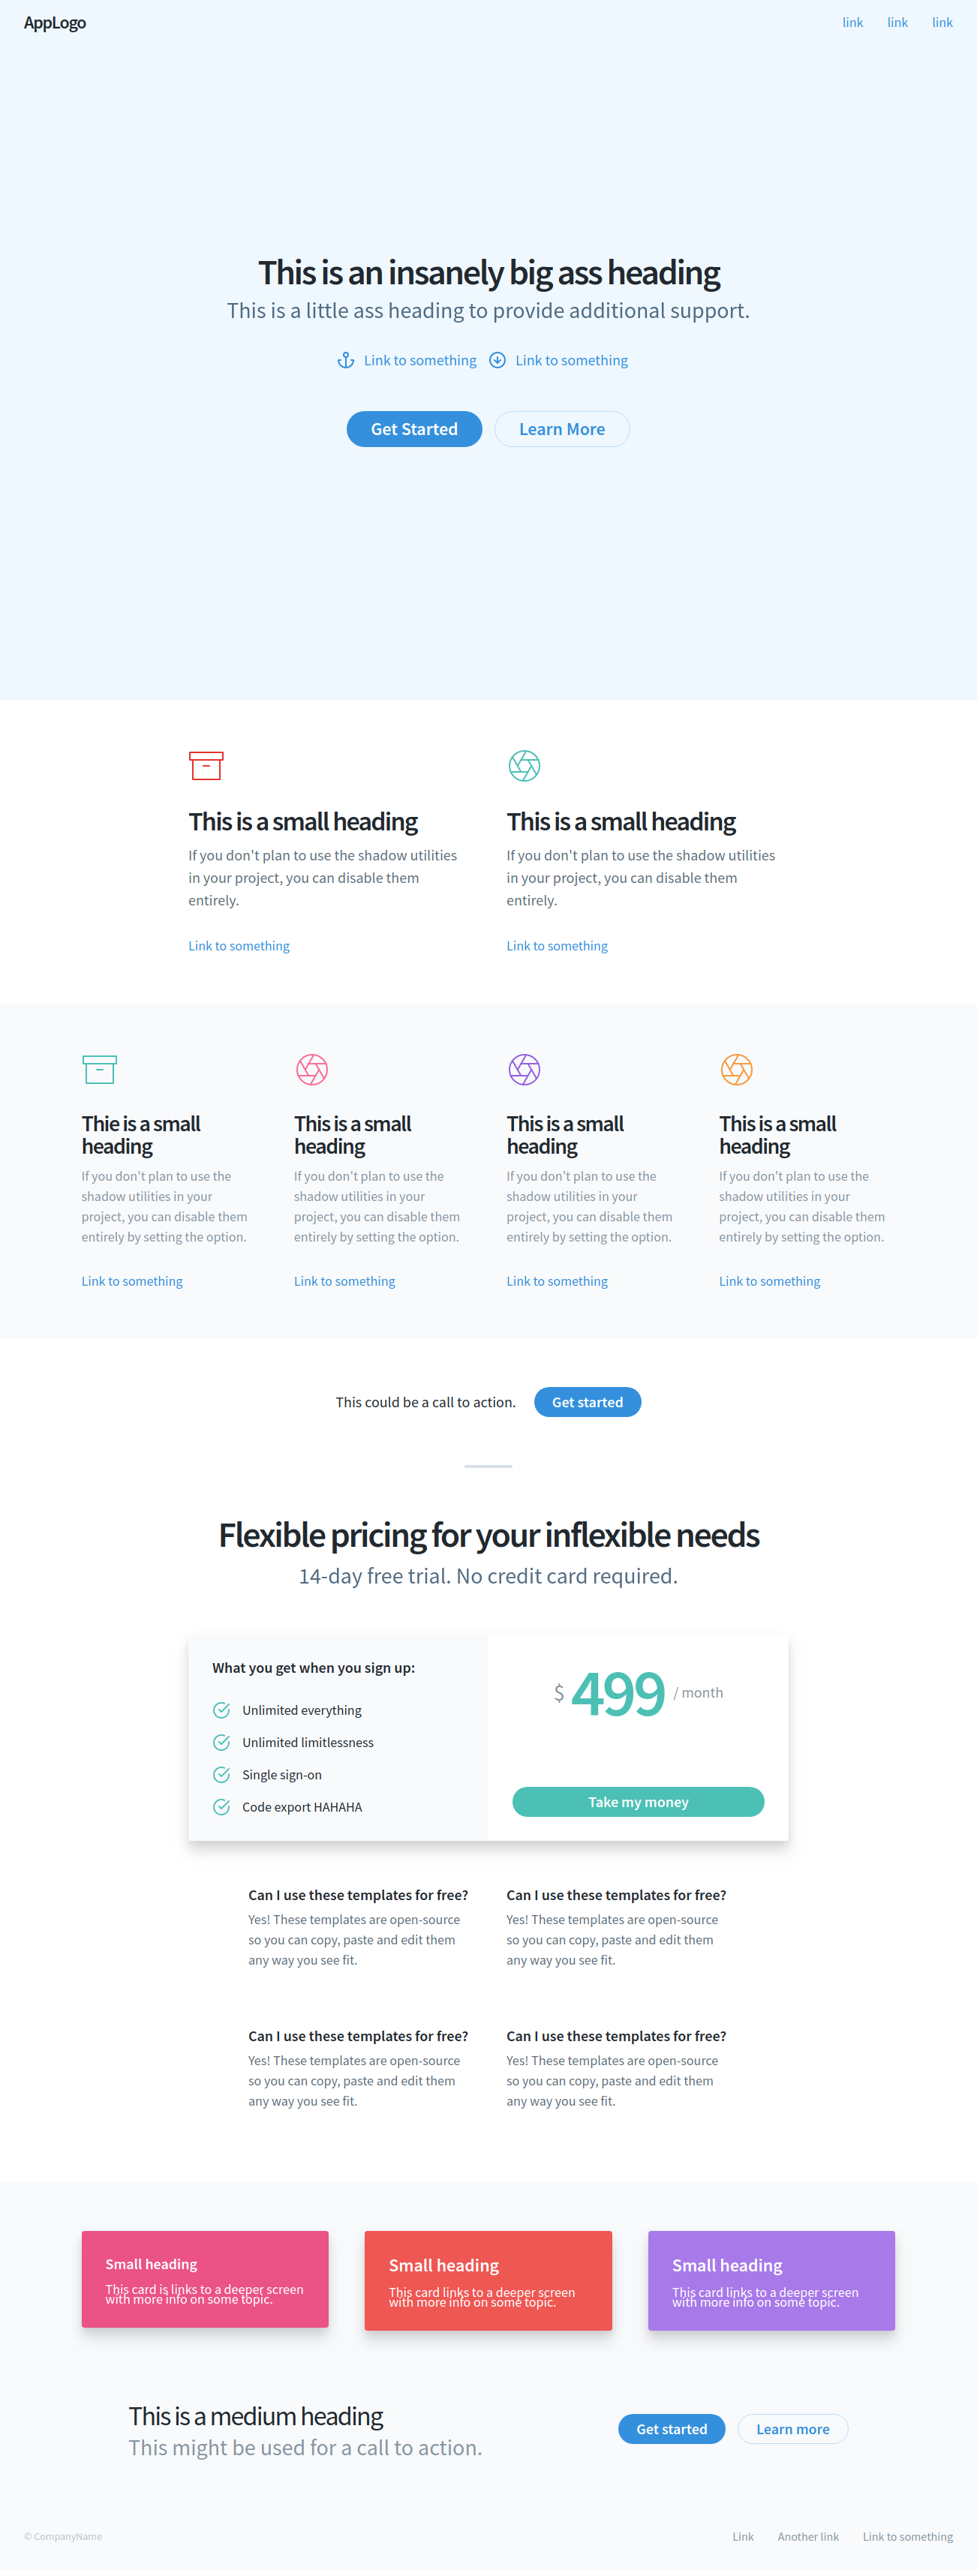 AppLogo
link link link
This is an insanely big ass heading
This is a little ass heading to provide additional support.
Link to something Link to something
Get Started Learn More
This is a small heading
If you don't plan to use the shadow utilities
in your project, you can disable them
entirely.
Link to something
This is a small heading
If you don't plan to use the shadow utilities
in your project, you can disable them
entirely.
Link to something
Thie is a small
heading
If you don't plan to use the
shadow utilities in your
project, you can disable them
entirely by setting the option.
Link to something
This is a small
heading
If you don't plan to use the
shadow utilities in your
project, you can disable them
entirely by setting the option.
Link to something
This is a small
heading
If you don't plan to use the
shadow utilities in your
project, you can disable them
entirely by setting the option.
Link to something
This is a small
heading
If you don't plan to use the
shadow utilities in your
project, you can disable them
entirely by setting the option.
Link to something
This could be a call to action. Get started
Flexible pricing for your inflexible needs
14-day free trial. No credit card required.
What you get when you sign up:
Unlimited everything
Unlimited limitlessness
Single sign-on
Code export HAHAHA
$ 499 / month
Take my money
Can I use these templates for free?
Yes! These templates are open-source
so you can copy, paste and edit them
any way you see fit.
Can I use these templates for free?
Yes! These templates are open-source
so you can copy, paste and edit them
any way you see fit.
Can I use these templates for free?
Yes! These templates are open-source
so you can copy, paste and edit them
any way you see fit.
Can I use these templates for free?
Yes! These templates are open-source
so you can copy, paste and edit them
any way you see fit.
Small heading
This card is links to a deeper screen
with more info on some topic.
Small heading
This card links to a deeper screen
with more info on some topic.
Small heading
This card links to a deeper screen
with more info on some topic.
This is a medium heading
This might be used for a call to action.
Get started Learn more
© CompanyName
Link Another link Link to something